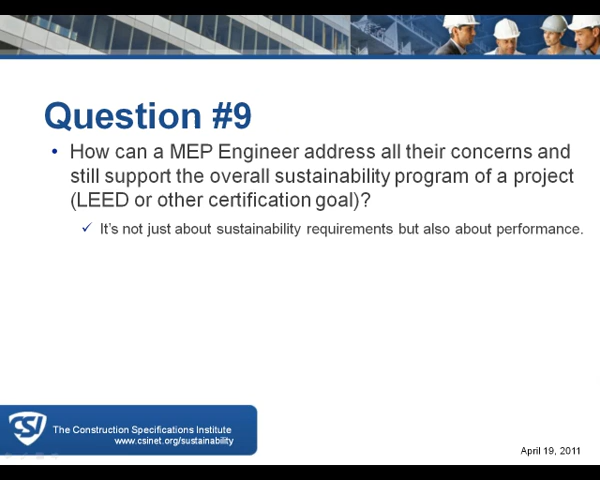 Question #9
• How can a MEP Engineer address all their concerns and
still support the overall sustainability program of a project
(LEED or other certification goal)?
✓ It's not just about sustainability requirements but also about performance.
CSI
The Construction Specifications Institute
www.csinet.org/sustainability
April 19, 2011